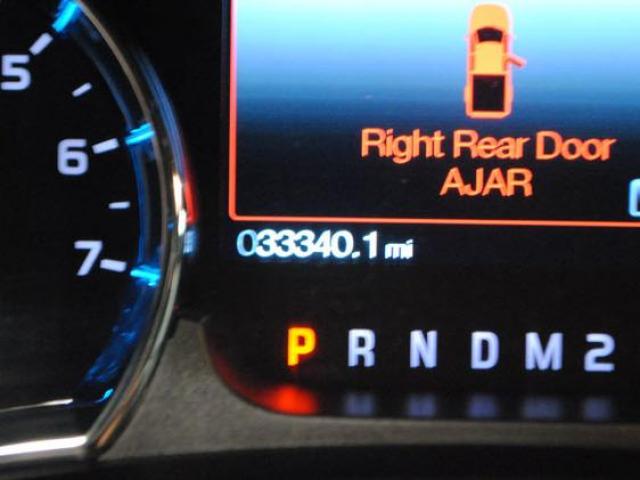 5
6
7
Right Rear Door
AJAR
033340.1 mi
P R N D M 2